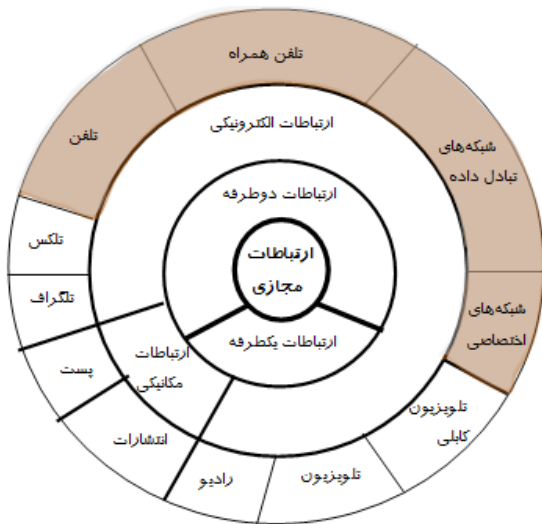 تلفن همراه
تلفن
شبکه‌های
تبادل داده
ارتباطات الکترونیکی
ارتباطات دوطرفه
تلکس
ارتباطات
مجازی
تلگراف
شبکه‌های
اختصاصی
ارتباطات یکطرفه
ارتباطات
مکانیکی
پست
تلویزیون
کابلی
انتشارات
تلویزیون
رادیو